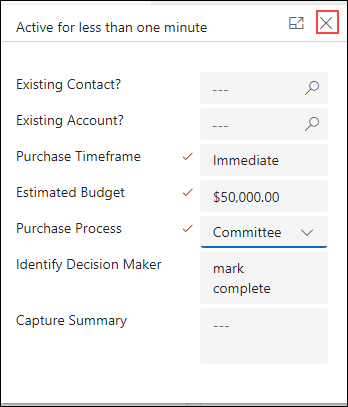 Active for less than one minute
Existing Contact? ---
Existing Account? ---
Purchase Timeframe Immediate
Estimated Budget $50,000.00
Purchase Process Committee
Identify Decision Maker mark
complete
Capture Summary ---